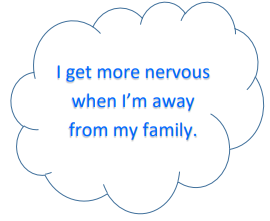 I get more nervous
when I'm away
from my family.